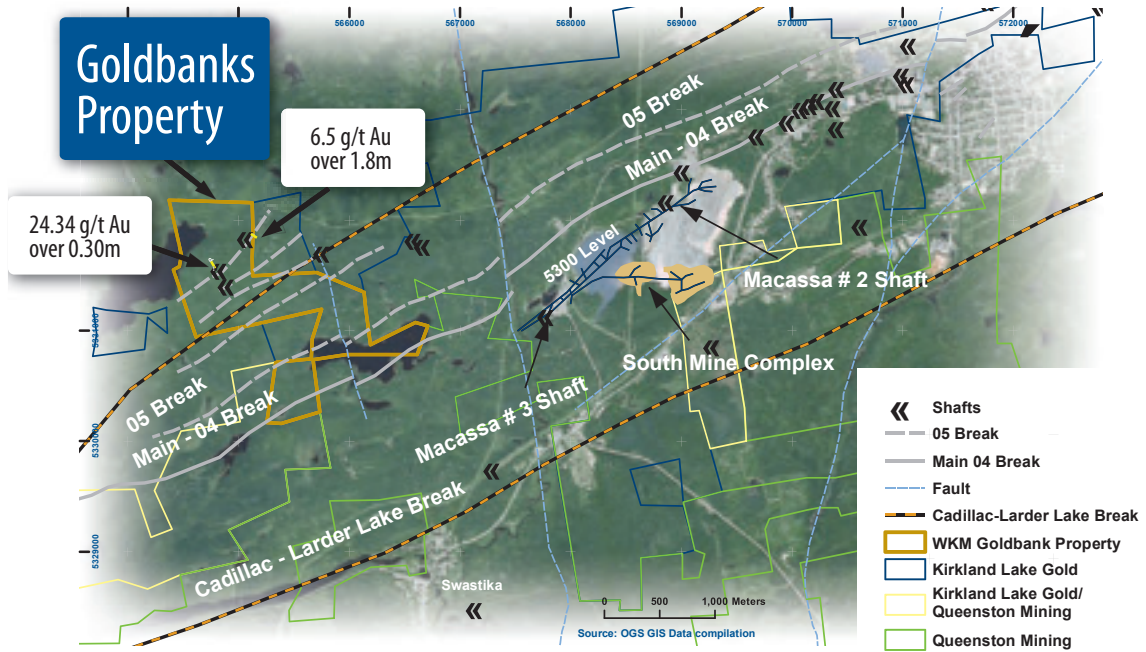 566000
567000
568000
569000
570000
571000
572000
Goldbanks
Property
6.5 g/t Au
over 1.8m
24.34 g/t Au
over 0.30m
05 Break
Main - 04 Break
5300 Level
Macassa # 2 Shaft
South Mine Complex
Macassa # 3 Shaft
05 Break
Main - 04 Break
Cadillac - Larder Lake Break
Swastika
5331000
5330000
5329000
0 500 1,000 Meters
Source: OGS GIS Data compilation
Shafts
05 Break
Main 04 Break
Fault
Cadillac-Larder Lake Break
WKM Goldbank Property
Kirkland Lake Gold
Kirkland Lake Gold/
Queenston Mining
Queenston Mining